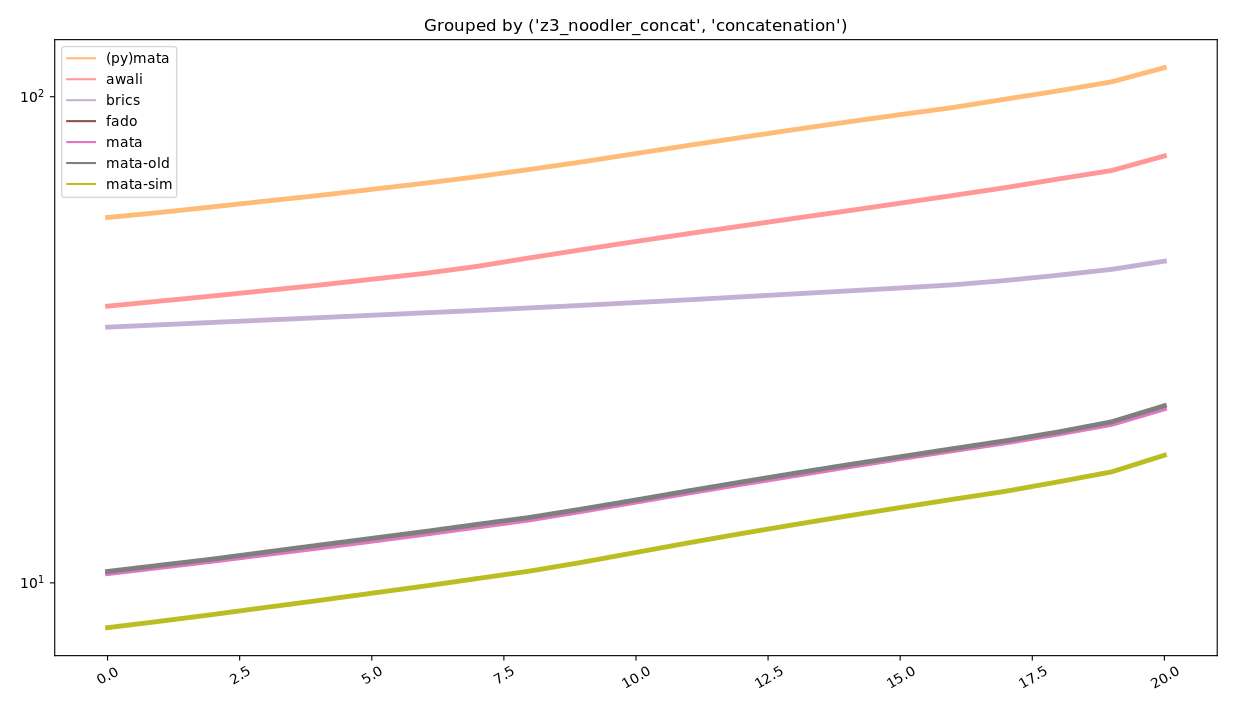 Grouped by ('z3_noodler_concat', 'concatenation')
10²
10¹
(py)mata
awali
brics
fado
mata
mata-old
mata-sim
0.0
2.5
5.0
7.5
10.0
12.5
15.0
17.5
20.0